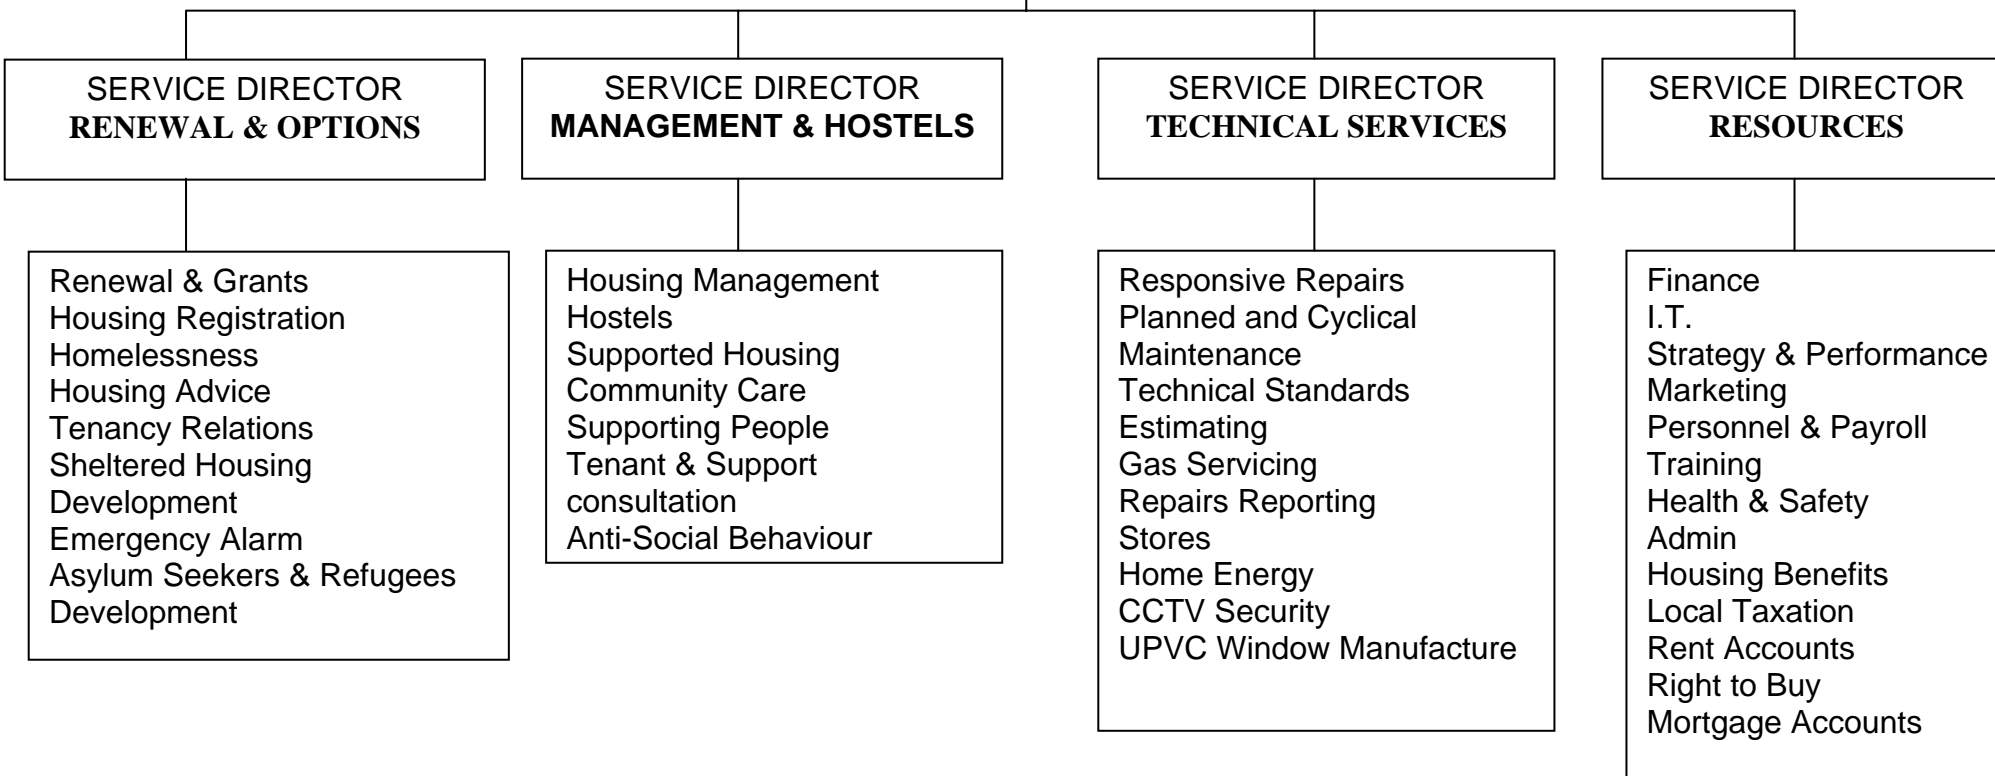 SERVICE DIRECTOR
RENEWAL & OPTIONS
SERVICE DIRECTOR
MANAGEMENT & HOSTELS
SERVICE DIRECTOR
TECHNICAL SERVICES
SERVICE DIRECTOR
RESOURCES
Renewal & Grants
Housing Registration
Homelessness
Housing Advice
Tenancy Relations
Sheltered Housing
Development
Emergency Alarm
Asylum Seekers & Refugees
Development
Housing Management
Hostels
Supported Housing
Community Care
Supporting People
Tenant & Support
consultation
Anti-Social Behaviour
Responsive Repairs
Planned and Cyclical
Maintenance
Technical Standards
Estimating
Gas Servicing
Repairs Reporting
Stores
Home Energy
CCTV Security
UPVC Window Manufacture
Finance
I.T.
Strategy & Performance
Marketing
Personnel & Payroll
Training
Health & Safety
Admin
Housing Benefits
Local Taxation
Rent Accounts
Right to Buy
Mortgage Accounts